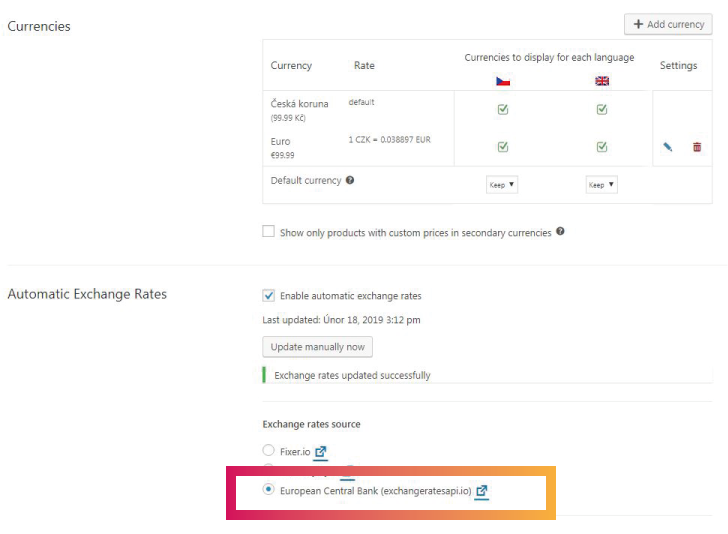 Currencies
Add currency
Currency Rate Currencies to display for each language Settings
Česká koruna default
(99.99 Kč)
Euro 1 CZK = 0.038897 EUR
€99.99
Default currency Keep Keep
Show only products with custom prices in secondary currencies
Automatic Exchange Rates
Enable automatic exchange rates
Last updated: Únor 18, 2019 3:12 pm
Update manually now
Exchange rates updated successfully
Exchange rates source
Fixer.io
European Central Bank (exchangeratesapi.io)